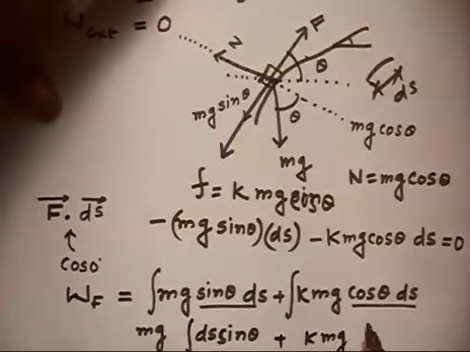 W_ext = 0
N
F
θ
ds
mg sinθ
θ
mg cosθ
mg
f = k mg cosθ
N = mg cosθ
F⃗ . ds⃗
-(mg sinθ)(ds) - kmg cosθ ds = 0
↑
cos0°
W_F = ∫mg sinθ ds + ∫kmg cosθ ds
mg ∫ds sinθ + kmg